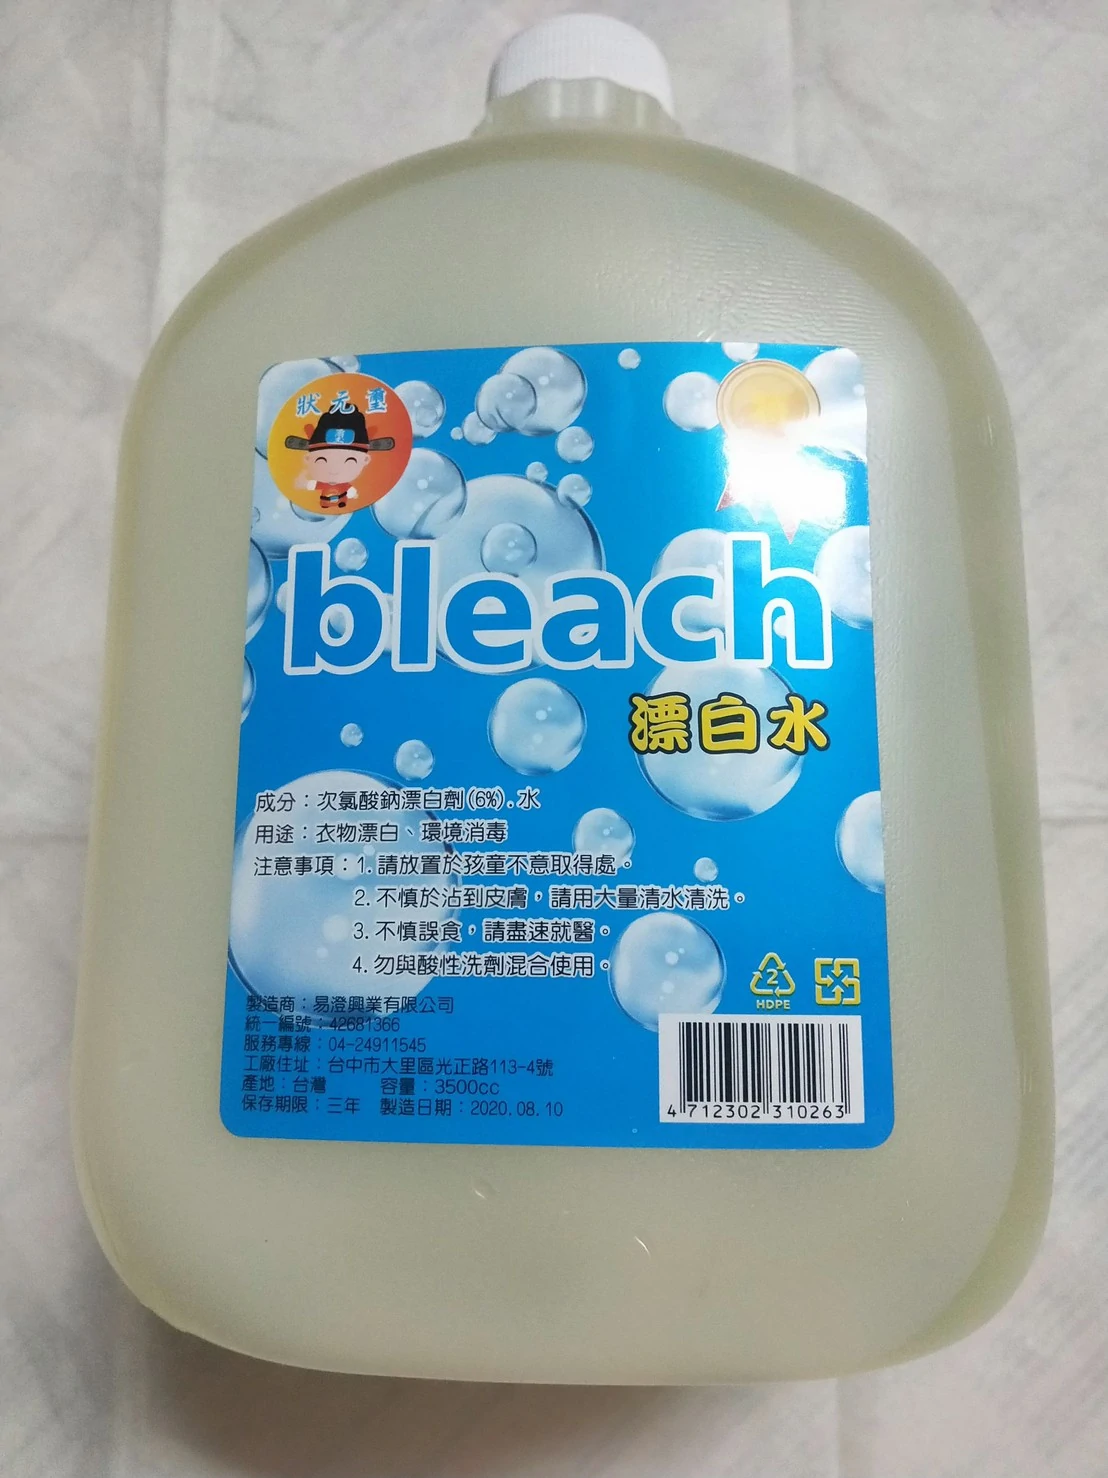 狀元璽
bleach
漂白水
成分：次氯酸鈉漂白劑(6%).水
用途：衣物漂白、環境消毒
注意事項：1.請放置於孩童不意取得處。
2.不慎於沾到皮膚，請用大量清水清洗。
3.不慎誤食，請盡速就醫。
4.勿與酸性洗劑混合使用。
製造商：易澄興業有限公司
統一編號：42681366
服務專線：04-24911545
工廠住址：台中市大里區光正路113-4號
產地：台灣 容量：3500cc
保存期限：三年 製造日期：2020.08.10
2
HDPE
4 712302 310263